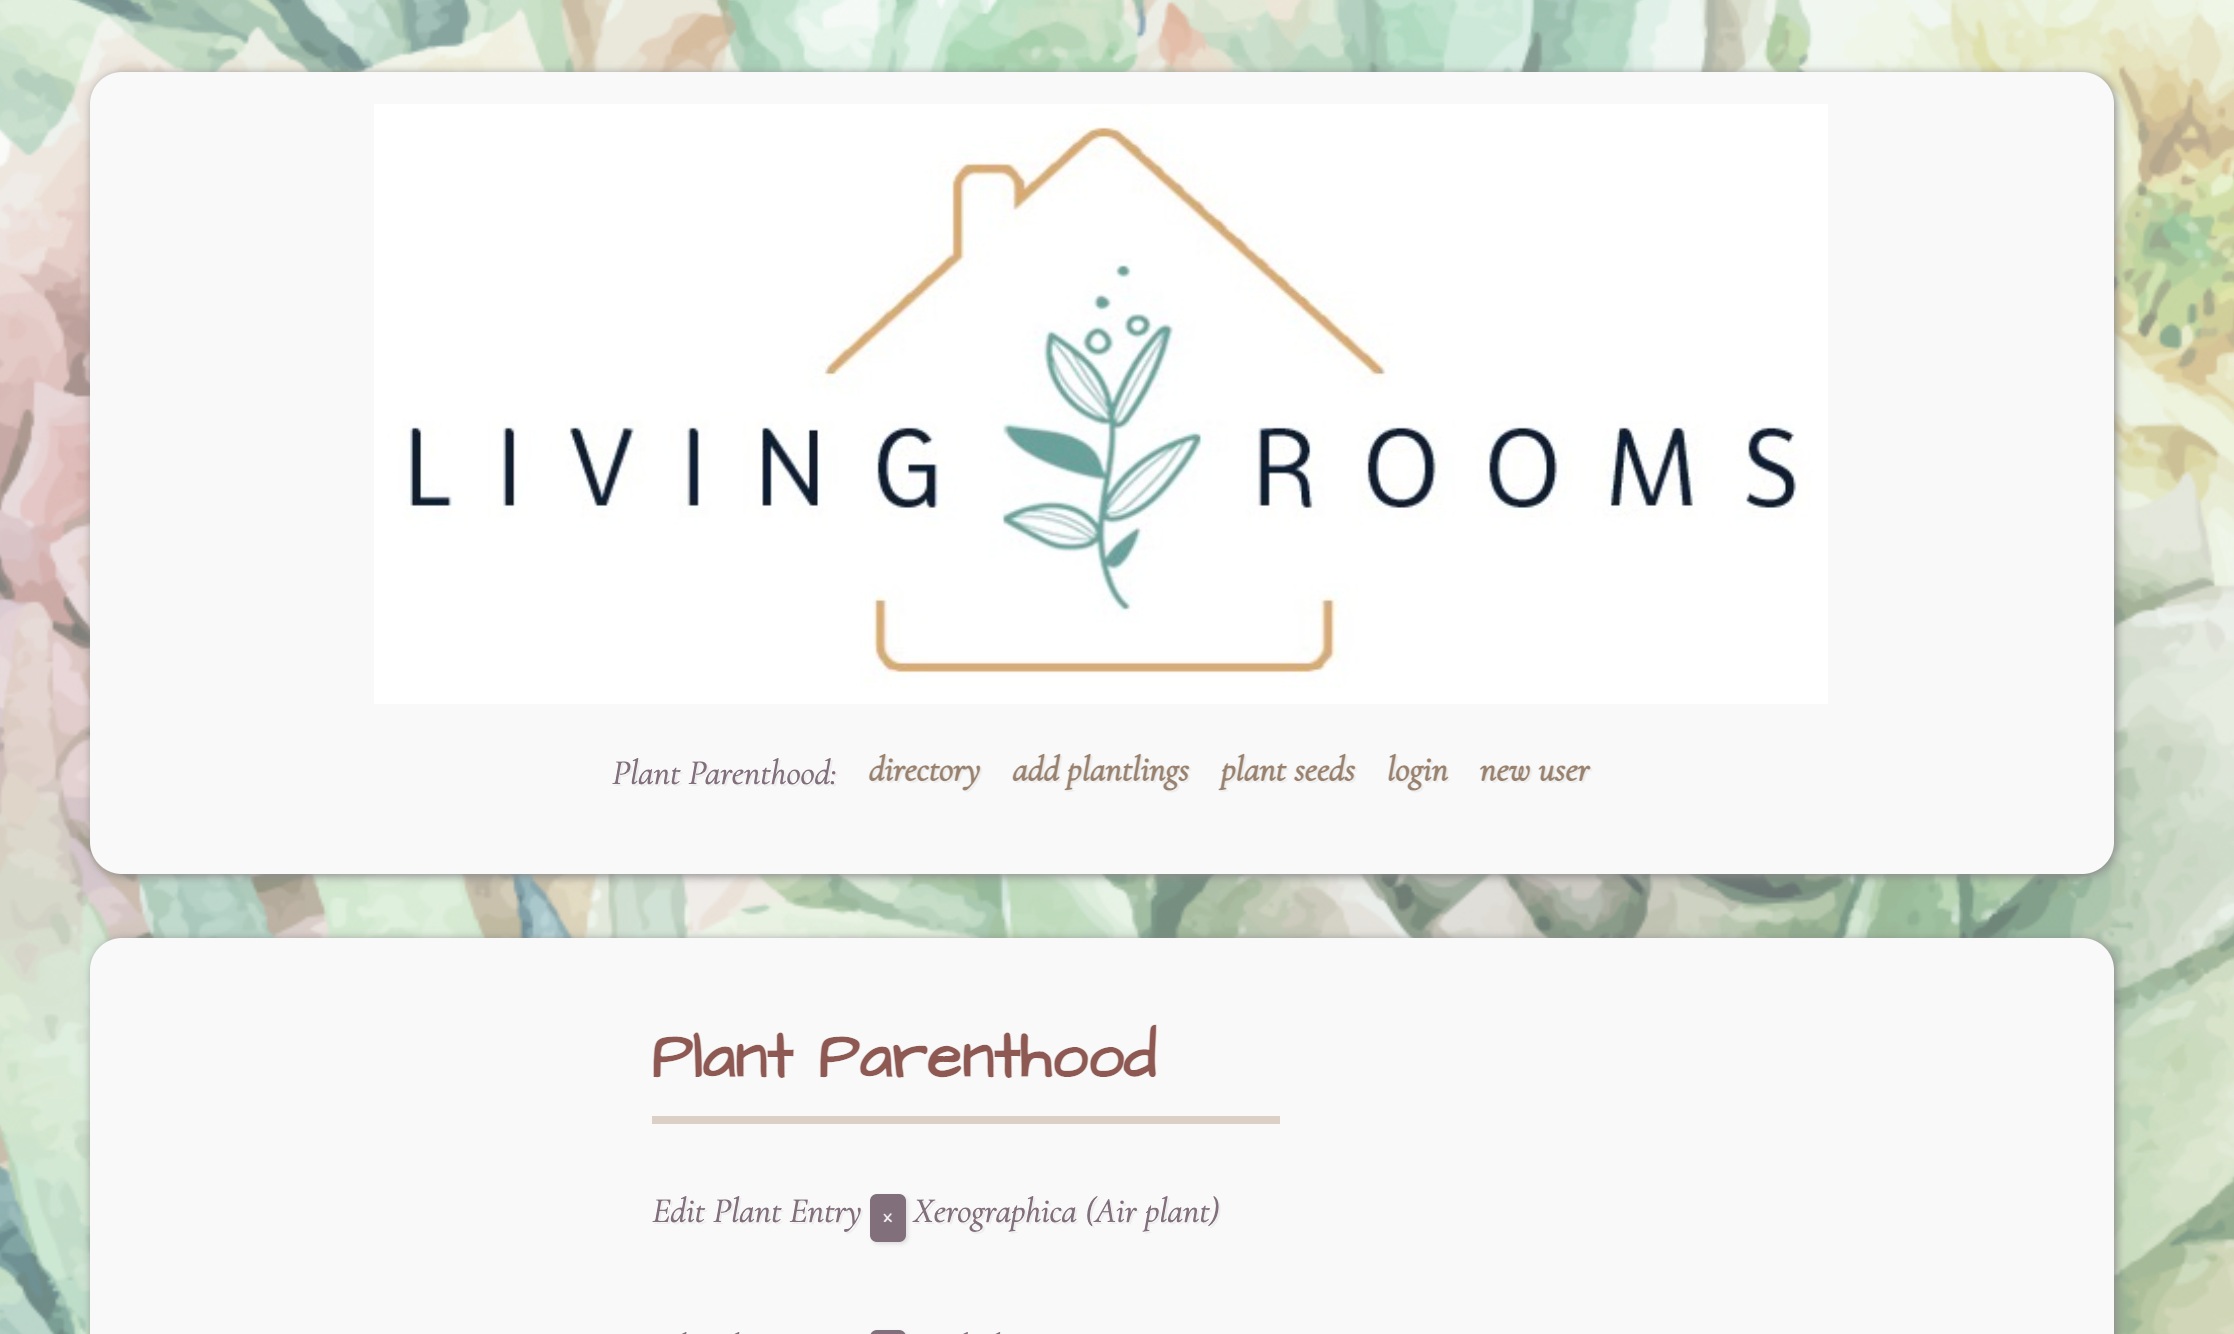 LIVING ROOMS
Plant Parenthood: directory add plantlings plant seeds login new user
Plant Parenthood
Edit Plant Entry × Xerographica (Air plant)